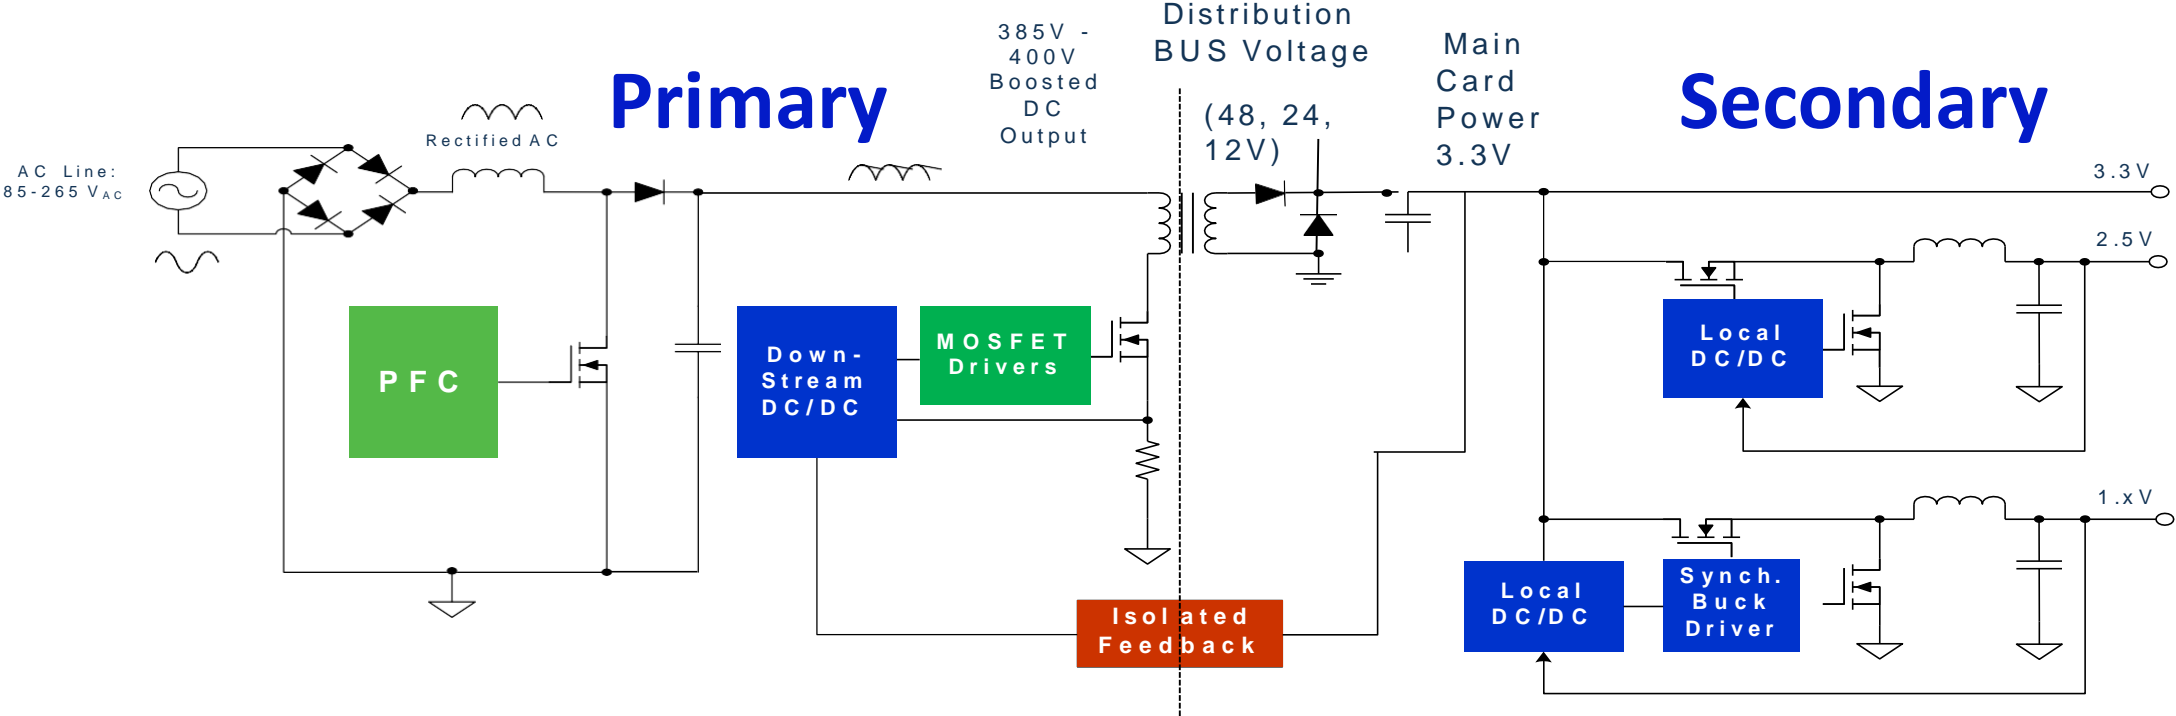 Distribution
BUS Voltage
385V -
400V
Boosted
DC
Output
Main
Card
Power
3.3V
Primary
Secondary
(48, 24,
12V)
Rectified AC
AC Line:
85-265 VAC
3.3V
2.5V
PFC
Down-
Stream
DC/DC
MOSFET
Drivers
Local
DC/DC
1.xV
Isolated
Feedback
Local
DC/DC
Synch.
Buck
Driver